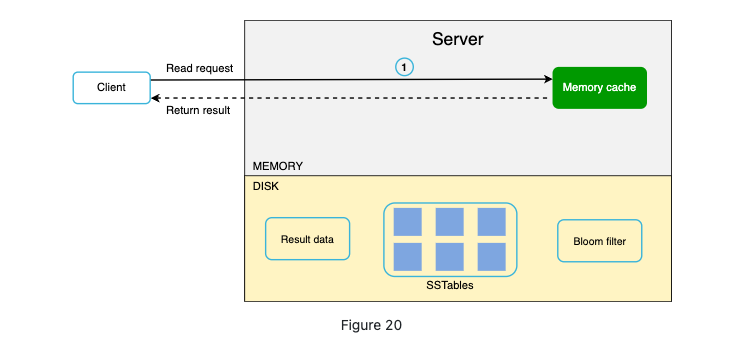 Server
Read request
1
Client
Memory cache
Return result
MEMORY
DISK
Result data
Bloom filter
SSTables
Figure 20